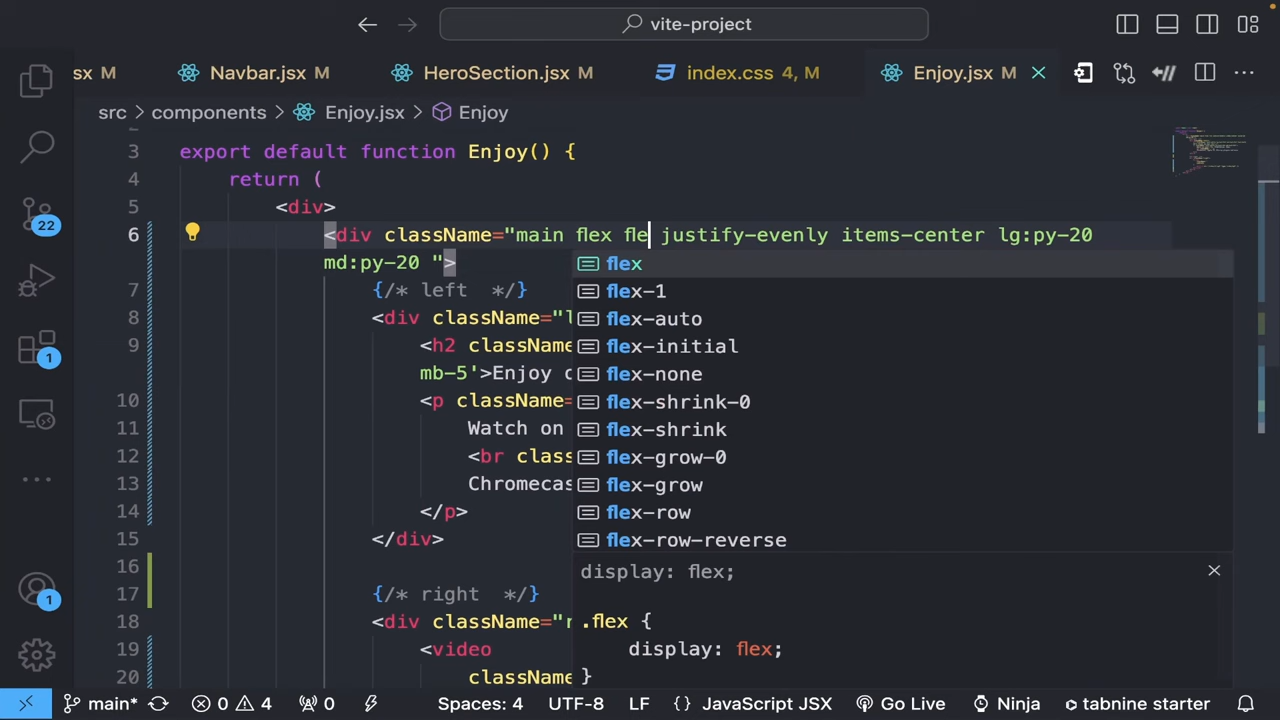 vite-project
sx M
Navbar.jsx M
HeroSection.jsx M
index.css 4, M
Enjoy.jsx M
src > components > Enjoy.jsx > Enjoy
2
3 export default function Enjoy() {
4 return (
5 <div>
6 <div className="main flex fle justify-evenly items-center lg:py-20
md:py-20 ">
7 {/* left */}
8 <div className="l
9 <h2 className
mb-5'>Enjoy o
10 <p className=
11 Watch on
12 <br class
13 Chromecas
14 </p>
15 </div>
16
17 {/* right */}
18 <div className="r
19 <video
20 className
flex
flex-1
flex-auto
flex-initial
flex-none
flex-shrink-0
flex-shrink
flex-grow-0
flex-grow
flex-row
flex-row-reverse
display: flex;
.flex {
display: flex;
}
22
1
1
main* 0 4 0 Spaces: 4 UTF-8 LF {} JavaScript JSX Go Live Ninja tabnine starter